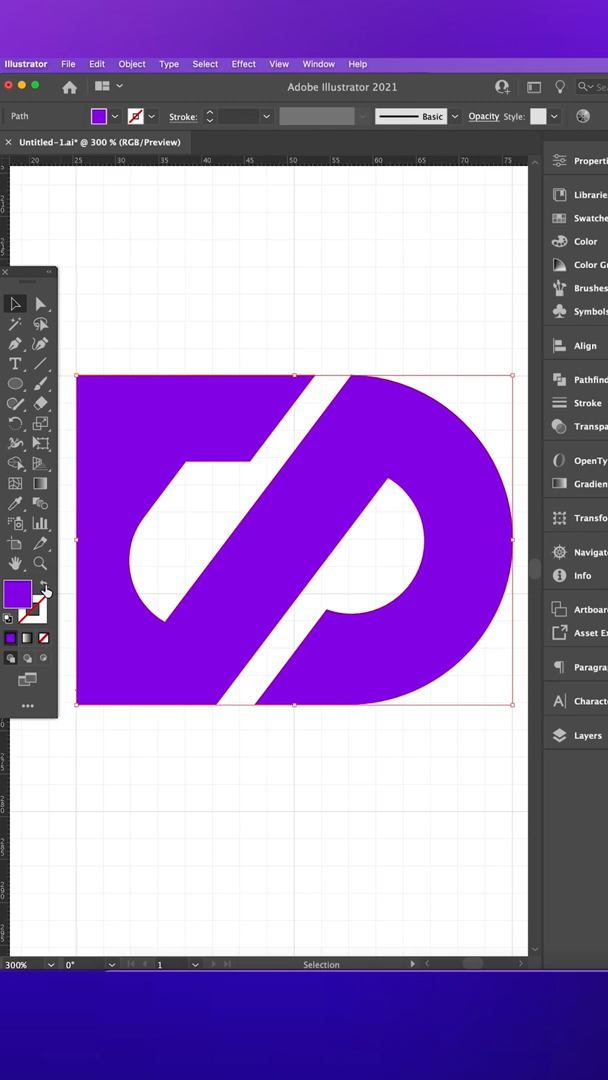 Illustrator File Edit Object Type Select Effect View Window Help
Adobe Illustrator 2021
Path Stroke: Basic Opacity Style:
Untitled-1.ai* @ 300 % (RGB/Preview)
20 25 30 35 40 45 50 55 60 65 70 75
Properti
Librarie
Swatche
Color
Color Gu
Brushes
Symbols
Align
Pathfind
Stroke
Transpa
OpenTy
Gradien
Transfo
Navigat
Info
Artboar
Asset Ex
Paragra
Charact
Layers
300% 0° 1 Selection